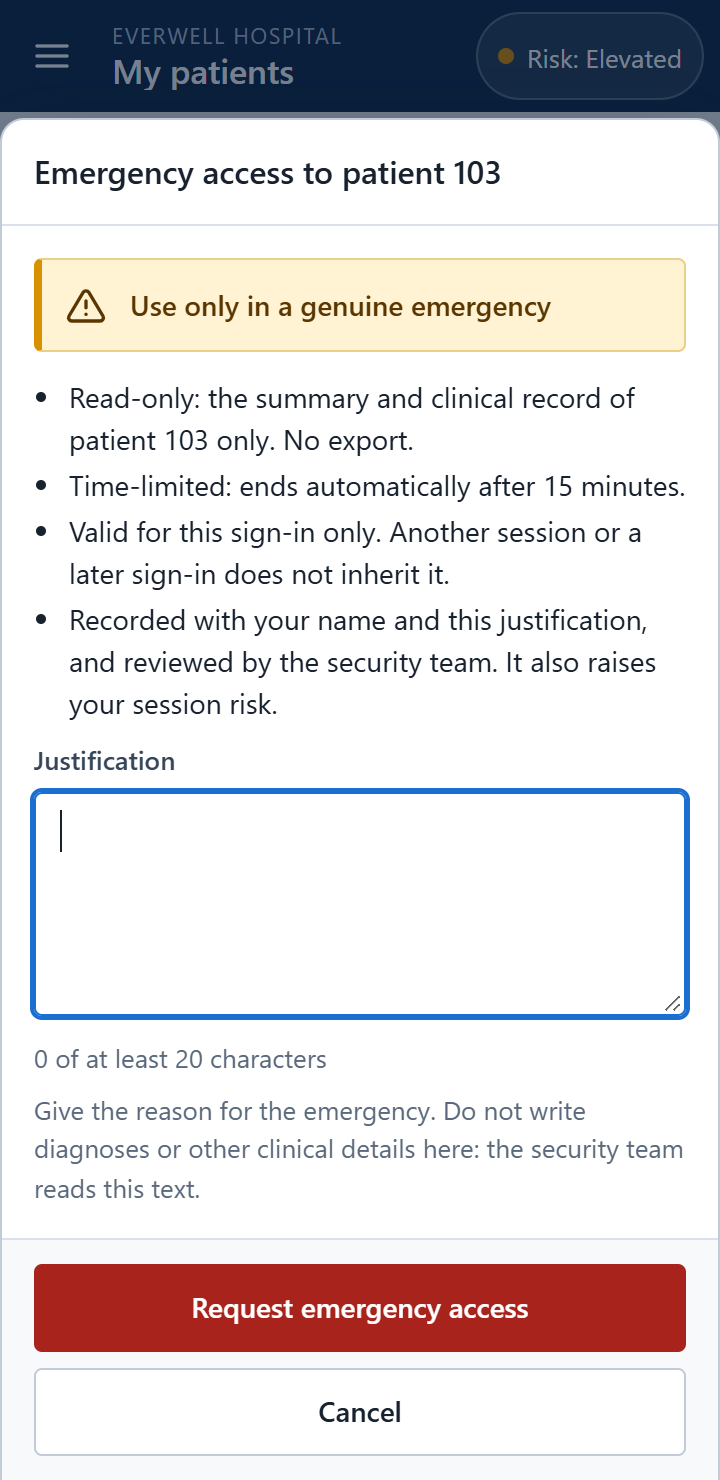 EVERWELL HOSPITAL
My patients
Risk: Elevated
Emergency access to patient 103
Use only in a genuine emergency
Read-only: the summary and clinical record of
patient 103 only. No export.
Time-limited: ends automatically after 15 minutes.
Valid for this sign-in only. Another session or a
later sign-in does not inherit it.
Recorded with your name and this justification,
and reviewed by the security team. It also raises
your session risk.
Justification
0 of at least 20 characters
Give the reason for the emergency. Do not write
diagnoses or other clinical details here: the security team
reads this text.
Request emergency access
Cancel